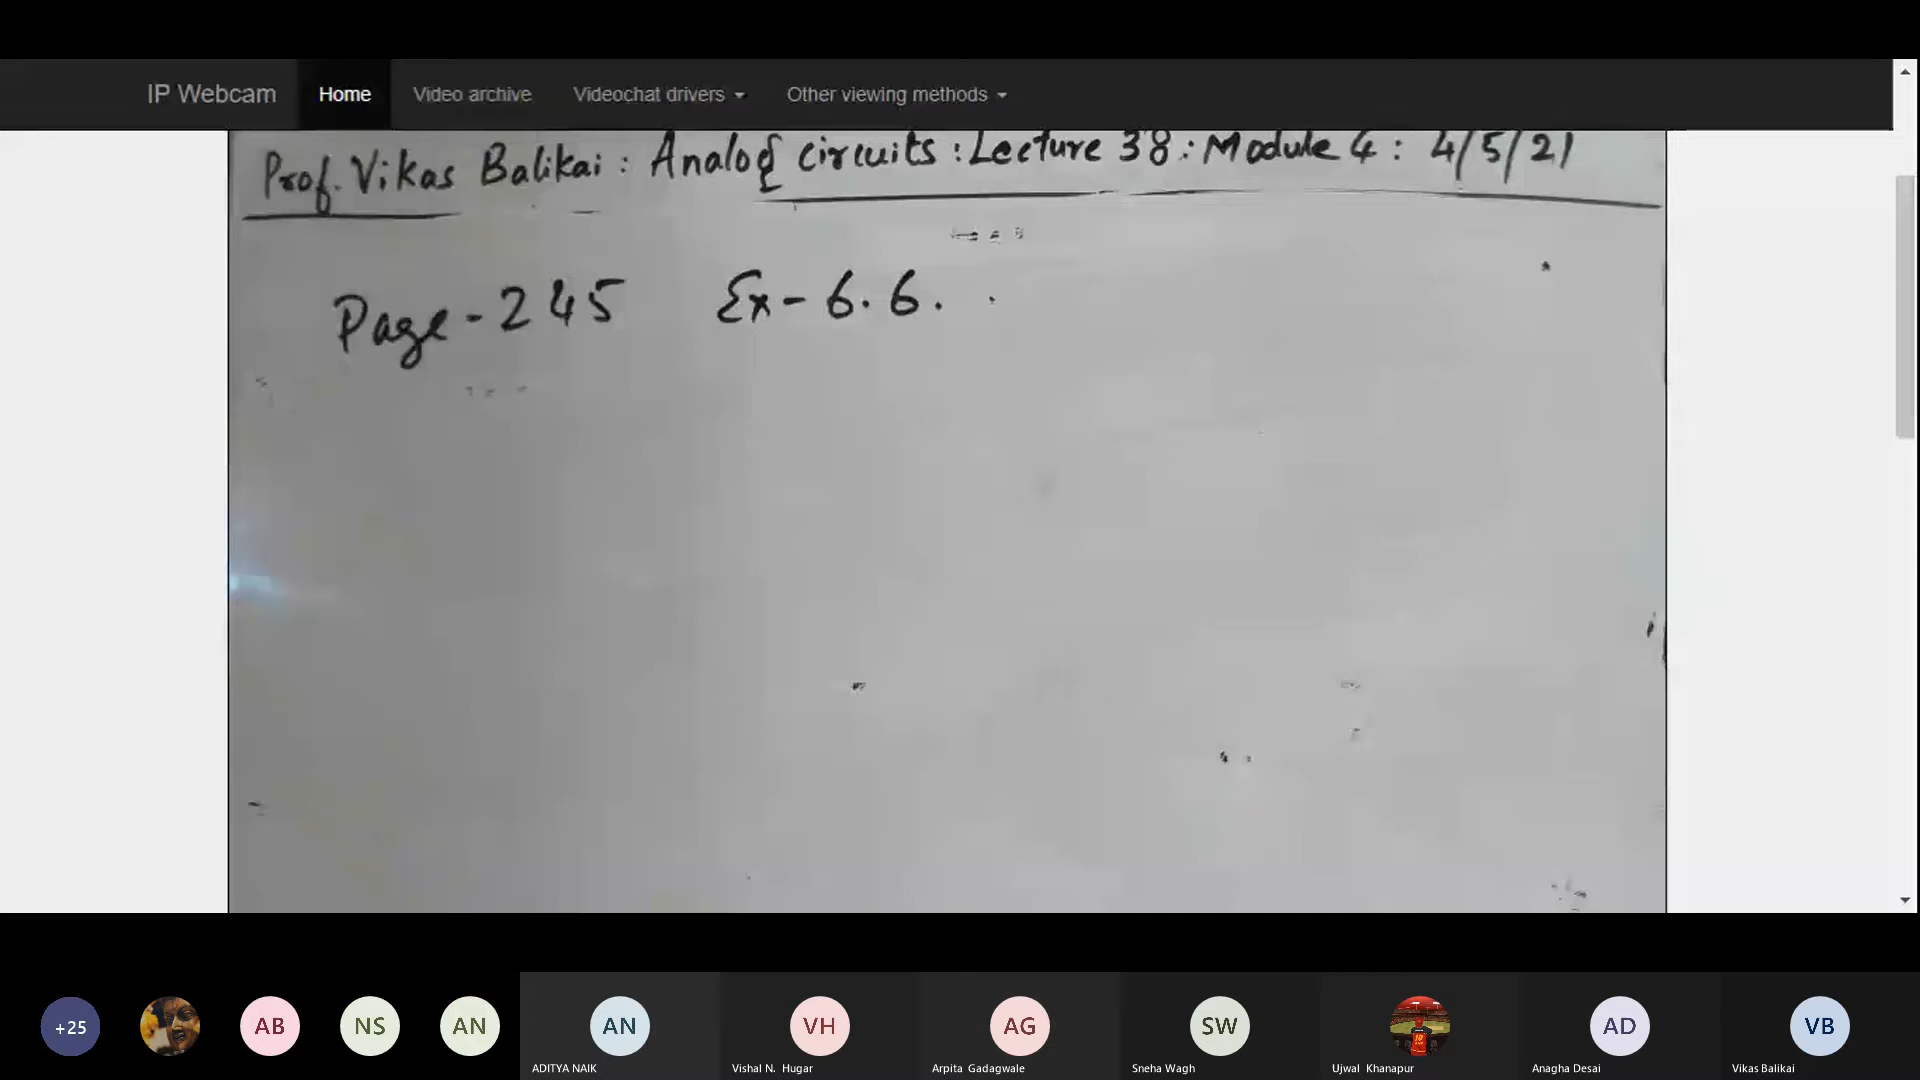 IP Webcam Home Video archive Videochat drivers Other viewing methods
Prof. Vikas Balikai : Analog circuits : Lecture 38 : Module 4 : 4/5/21
Page - 245 Ex - 6.6.
+25 AB NS AN AN VH AG SW AD VB
ADITYA NAIK Vishal N. Hugar Arpita Gadagwale Sneha Wagh Ujwal Khanapur Anagha Desai Vikas Balikai